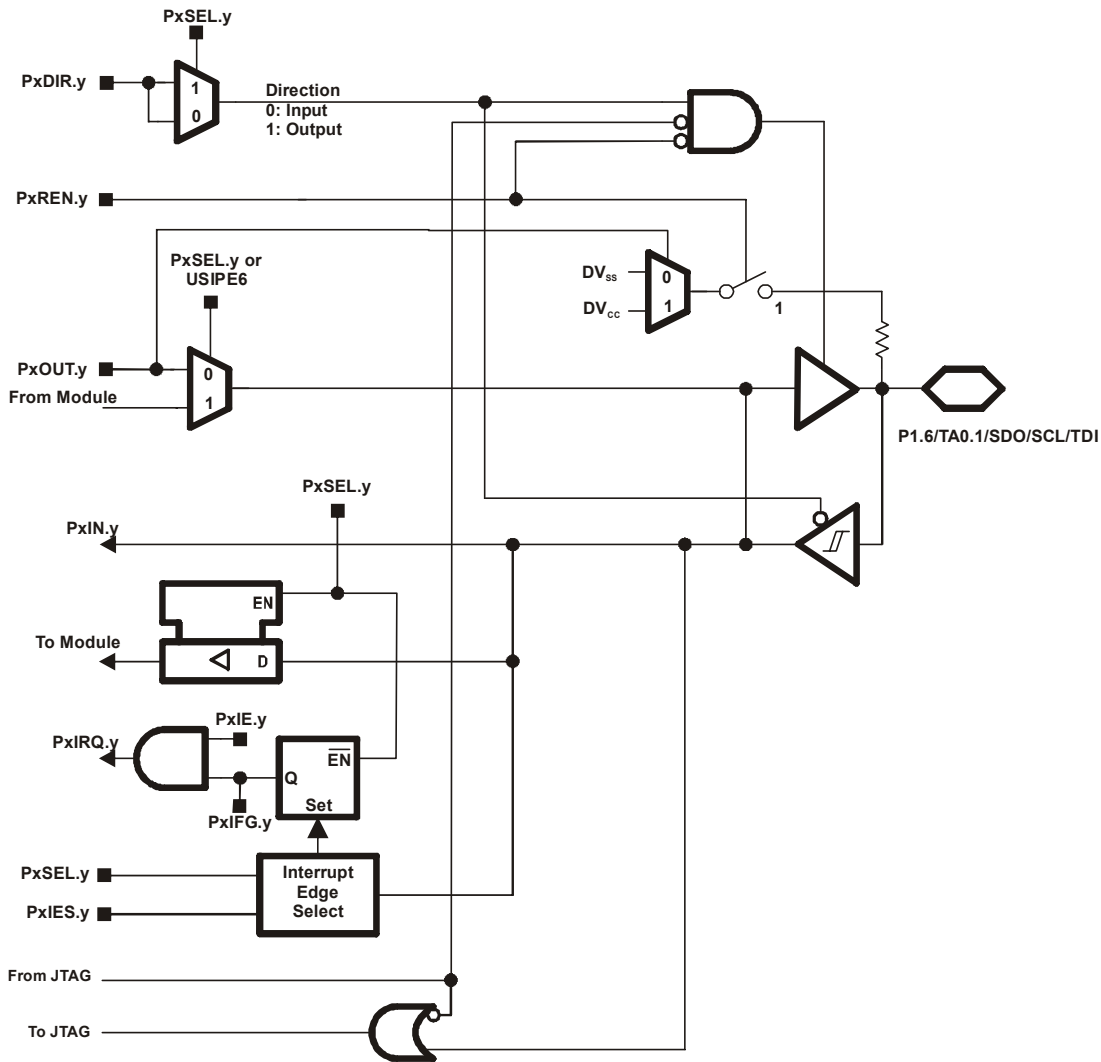 PxSEL.y
PxDIR.y
1
0
Direction
0: Input
1: Output
PxREN.y
PxSEL.y or
USIPE6
DVSS
0
DVCC
1
1
PxOUT.y
0
From Module
1
P1.6/TA0.1/SDO/SCL/TDI
PxSEL.y
PxIN.y
EN
To Module
D
PxIE.y
PxIRQ.y
EN
Q
Set
PxIFG.y
PxSEL.y
Interrupt
Edge
Select
PxIES.y
From JTAG
To JTAG